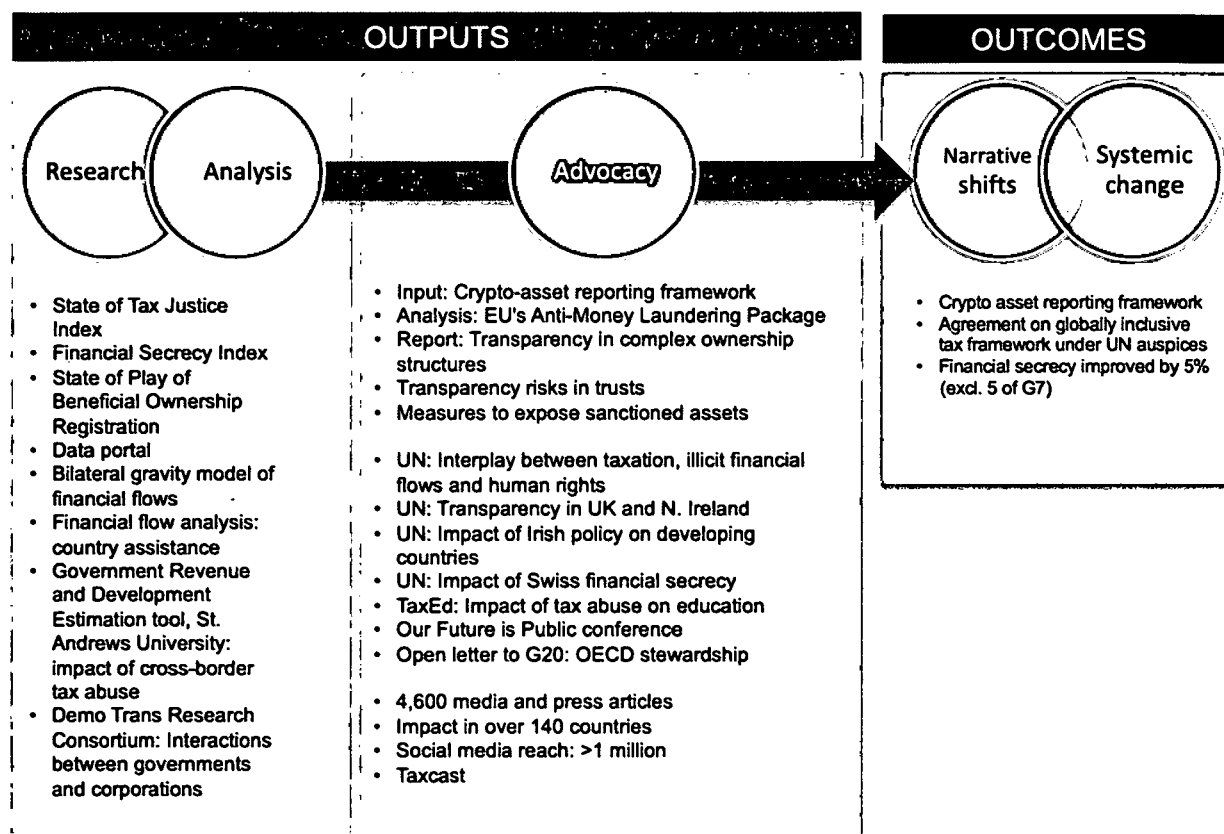 OUTPUTS
OUTCOMES
Research
Analysis
Advocacy
Narrative
shifts
Systemic
change
• State of Tax Justice
Index
• Financial Secrecy Index
• State of Play of
Beneficial Ownership
Registration
• Data portal
• Bilateral gravity model of
financial flows
• Financial flow analysis:
country assistance
• Government Revenue
and Development
Estimation tool, St.
Andrews University:
impact of cross-border
tax abuse
• Demo Trans Research
Consortium: Interactions
between governments
and corporations
• Input: Crypto-asset reporting framework
• Analysis: EU's Anti-Money Laundering Package
• Report: Transparency in complex ownership
structures
• Transparency risks in trusts
• Measures to expose sanctioned assets
• UN: Interplay between taxation, illicit financial
flows and human rights
• UN: Transparency in UK and N. Ireland
• UN: Impact of Irish policy on developing
countries
• UN: Impact of Swiss financial secrecy
• TaxEd: Impact of tax abuse on education
• Our Future is Public conference
• Open letter to G20: OECD stewardship
• 4,600 media and press articles
• Impact in over 140 countries
• Social media reach: >1 million
• Taxcast
• Crypto asset reporting framework
• Agreement on globally inclusive
tax framework under UN auspices
• Financial secrecy improved by 5%
(excl. 5 of G7)